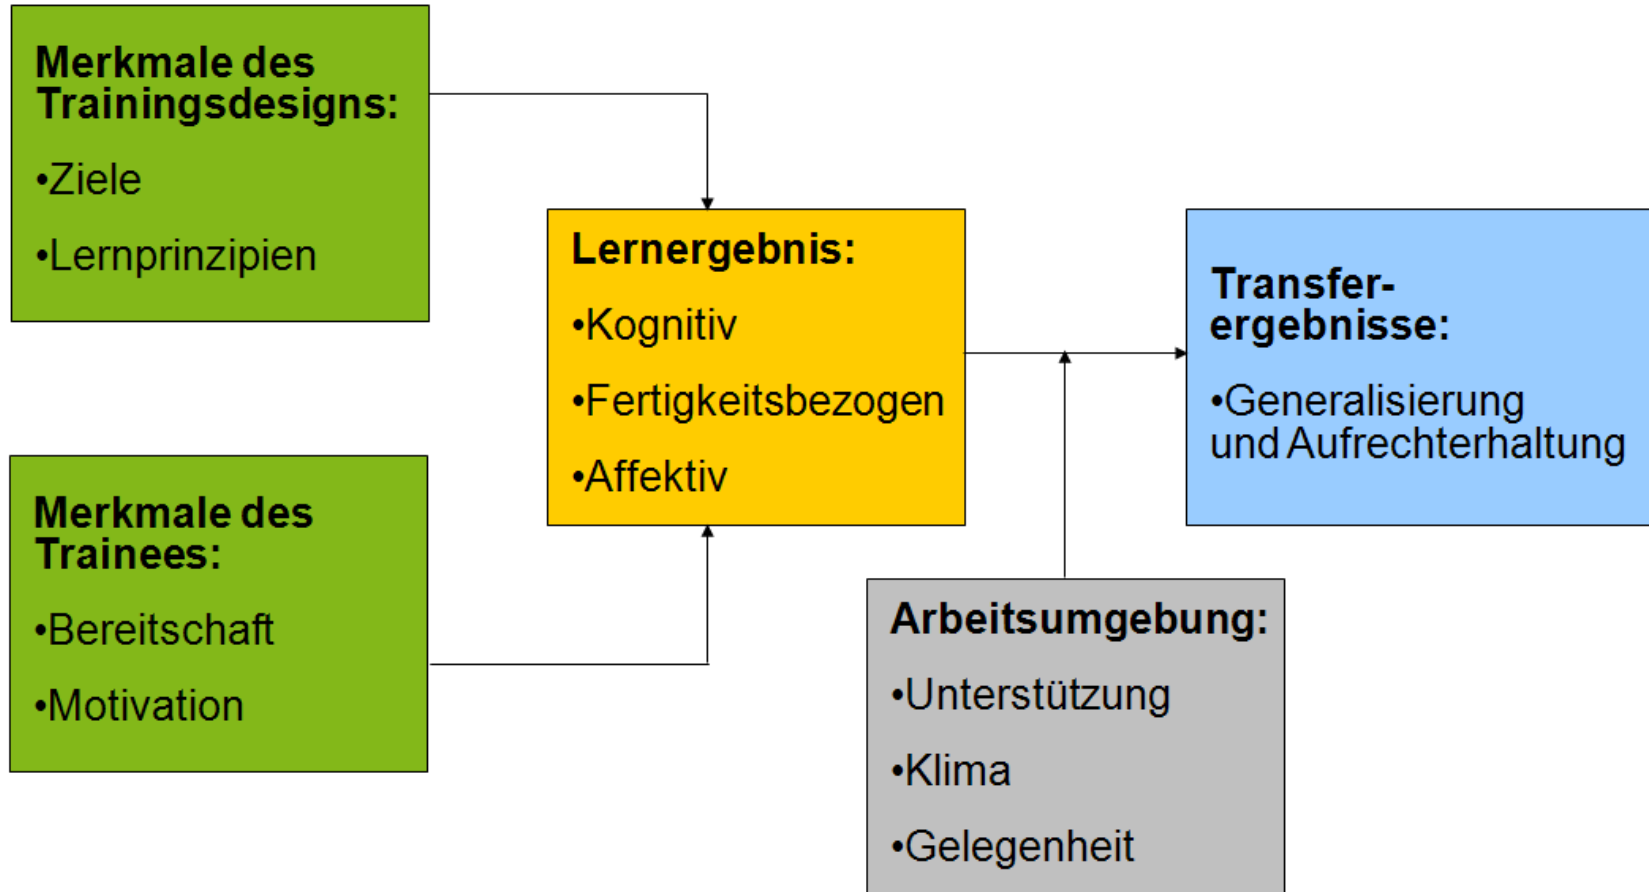 Merkmale des
Trainingsdesigns:
•Ziele
•Lernprinzipien
Merkmale des
Trainees:
•Bereitschaft
•Motivation
Lernergebnis:
•Kognitiv
•Fertigkeitsbezogen
•Affektiv
Arbeitsumgebung:
•Unterstützung
•Klima
•Gelegenheit
Transfer-
ergebnisse:
•Generalisierung
und Aufrechterhaltung